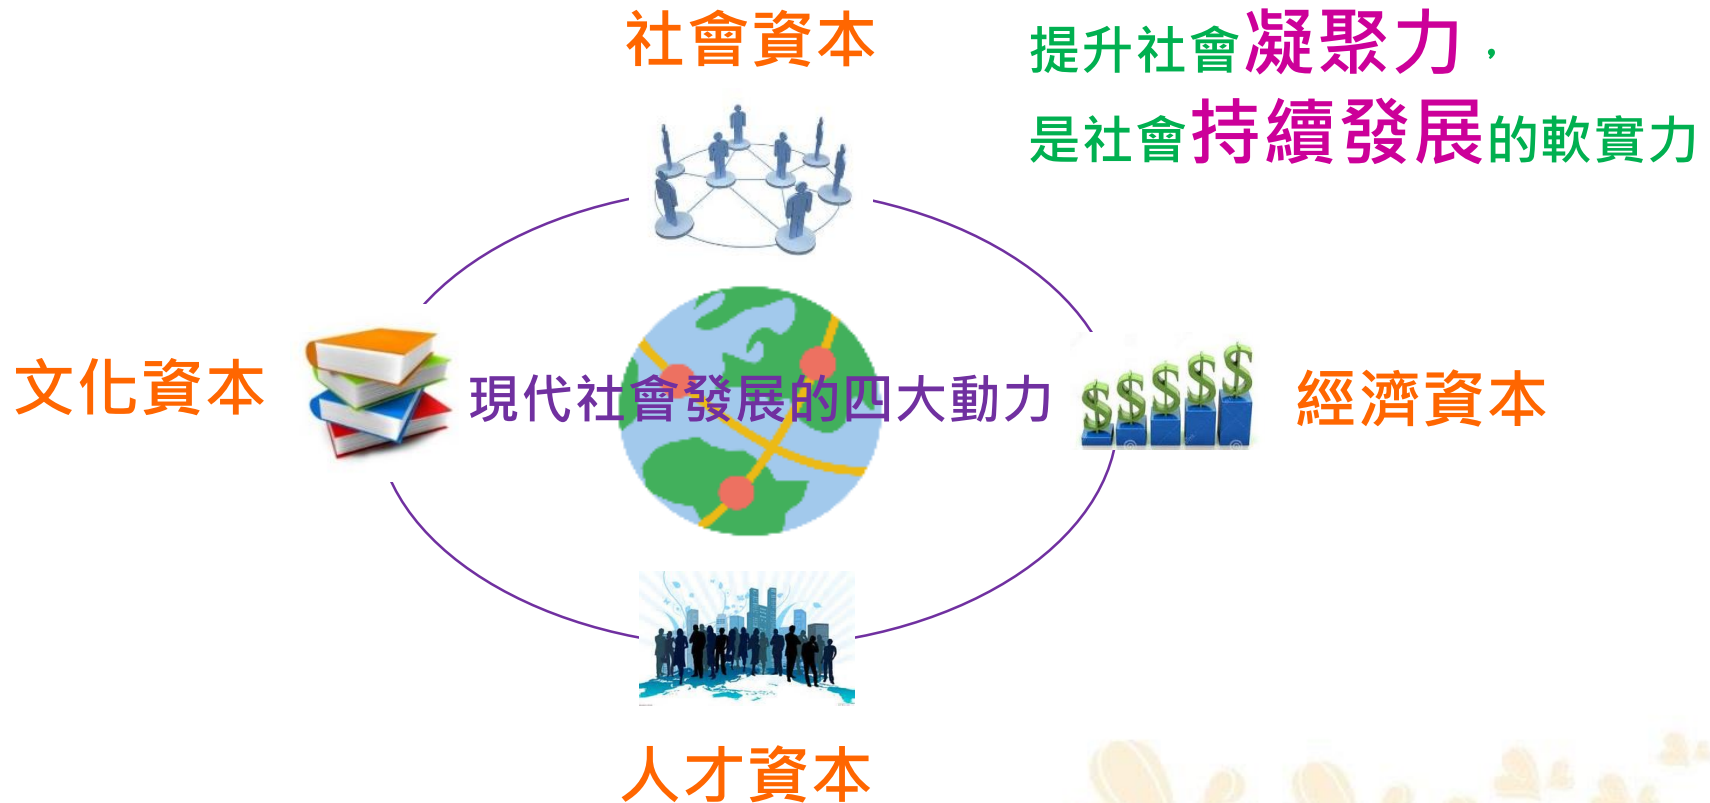 社會資本
提升社會凝聚力，
是社會持續發展的軟實力
文化資本
現代社會發展的四大動力
經濟資本
人才資本